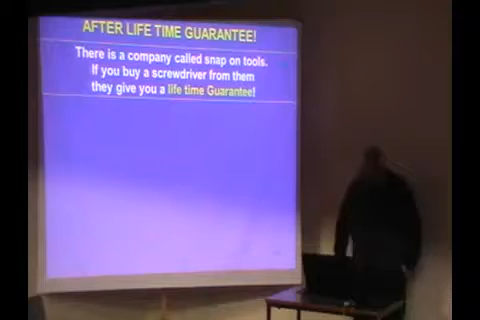 AFTER LIFE TIME GUARANTEE!
There is a company called snap on tools.
If you buy a screwdriver from them
they give you a life time Guarantee!